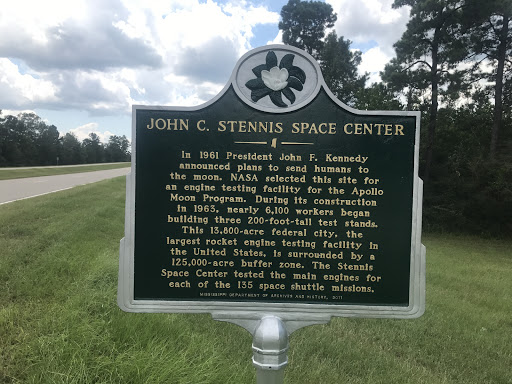 JOHN C. STENNIS SPACE CENTER
In 1961 President John F. Kennedy
announced plans to send humans to
the moon. NASA selected this site for
an engine testing facility for the Apollo
Moon Program. During its construction
in 1963, nearly 6,100 workers began
building three 200-foot-tall test stands.
This 13,800-acre federal city, the
largest rocket engine testing facility in
the United States, is surrounded by a
125,000-acre buffer zone. The Stennis
Space Center tested the main engines for
each of the 135 space shuttle missions.
MISSISSIPPI DEPARTMENT OF ARCHIVES AND HISTORY, 2011